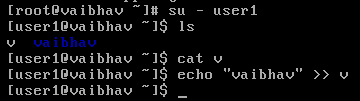 [root@vaibhav ~]# su - user1
[user1@vaibhav ~]$ ls
v  vaibhav
[user1@vaibhav ~]$ cat v
[user1@vaibhav ~]$ echo "vaibhav" >> v
[user1@vaibhav ~]$ _